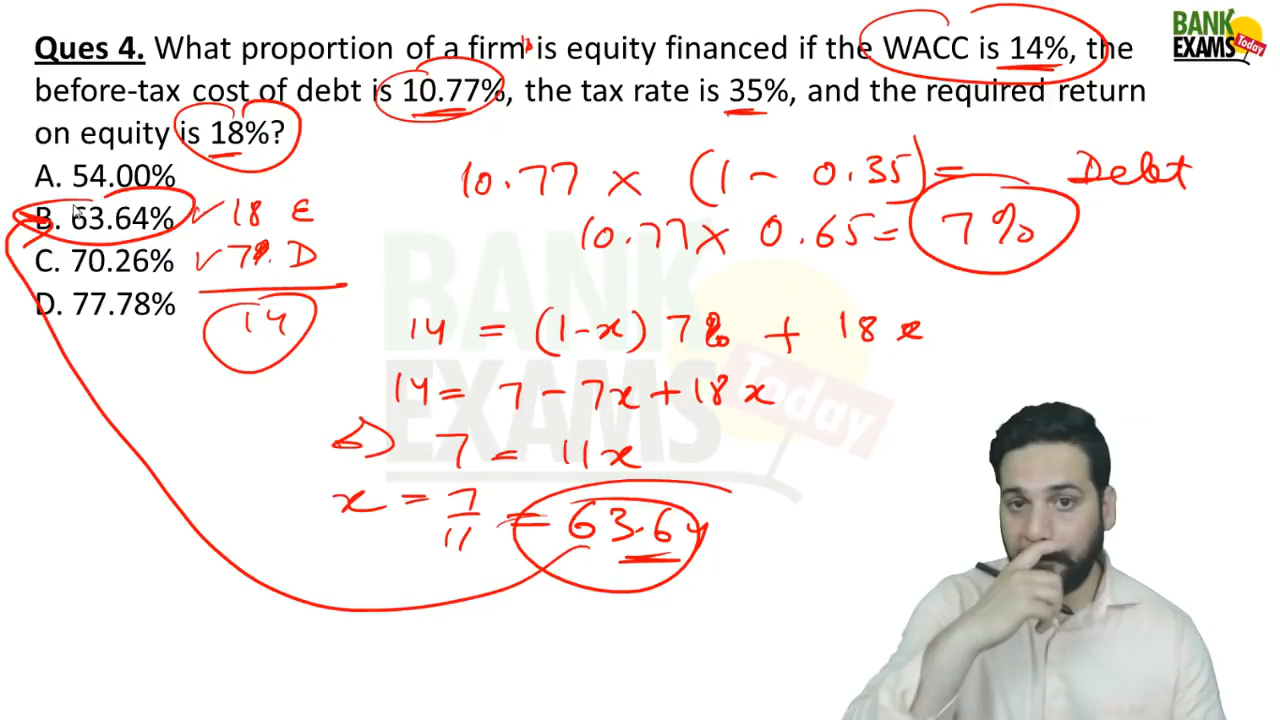 BANK
EXAMS Today
Ques 4. What proportion of a firm is equity financed if the WACC is 14%, the
before-tax cost of debt is 10.77%, the tax rate is 35%, and the required return
on equity is 18%?
A. 54.00%
B. 63.64%
C. 70.26%
D. 77.78%
✓ 18 E
✓ 7% D
14
10.77 × (1 - 0.35) = Debt
10.77 × 0.65 = 7%
14 = (1-x) 7% + 18x
14 = 7 - 7x + 18x
7 = 11x
x = 7/11 = 63.64
BANK
EXAMS
Today